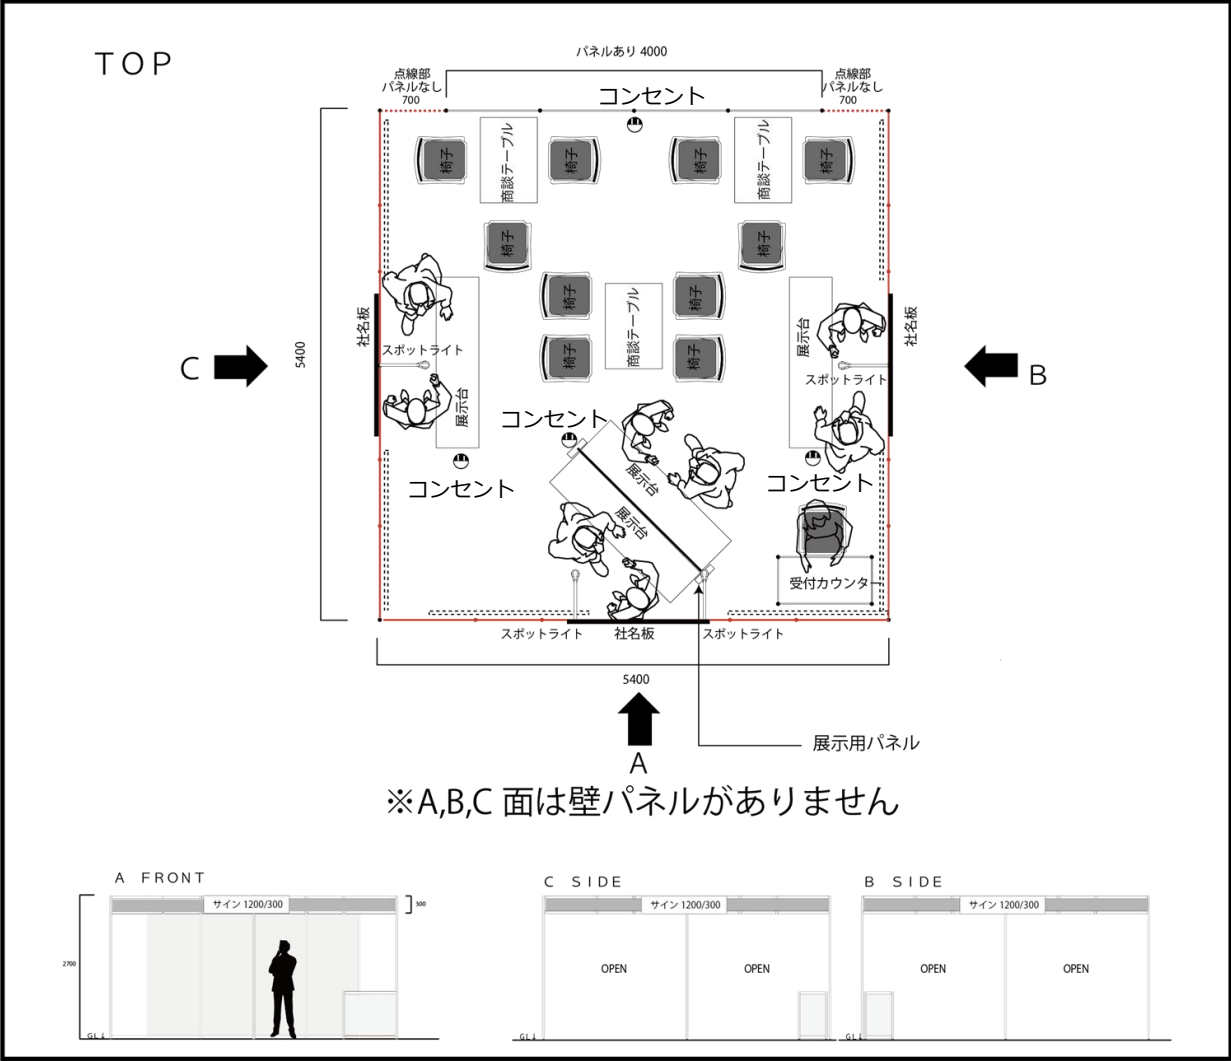 TOP
パネルあり 4000
点線部
パネルなし
700
点線部
パネルなし
700
コンセント
椅子
商談テーブル
椅子
椅子
商談テーブル
椅子
椅子
椅子
椅子
商談テーブル
椅子
椅子
椅子
社名板
スポットライト
展示台
C
5400
展示台
スポットライト
社名板
B
コンセント
コンセント
展示台
展示台
コンセント
受付カウンター
スポットライト
社名板
スポットライト
5400
A
展示用パネル
※A,B,C 面は壁パネルがありません
A FRONT
サイン 1200/300
300
2700
GL↓
C SIDE
サイン 1200/300
OPEN
OPEN
GL↓
B SIDE
サイン 1200/300
OPEN
OPEN
GL↓